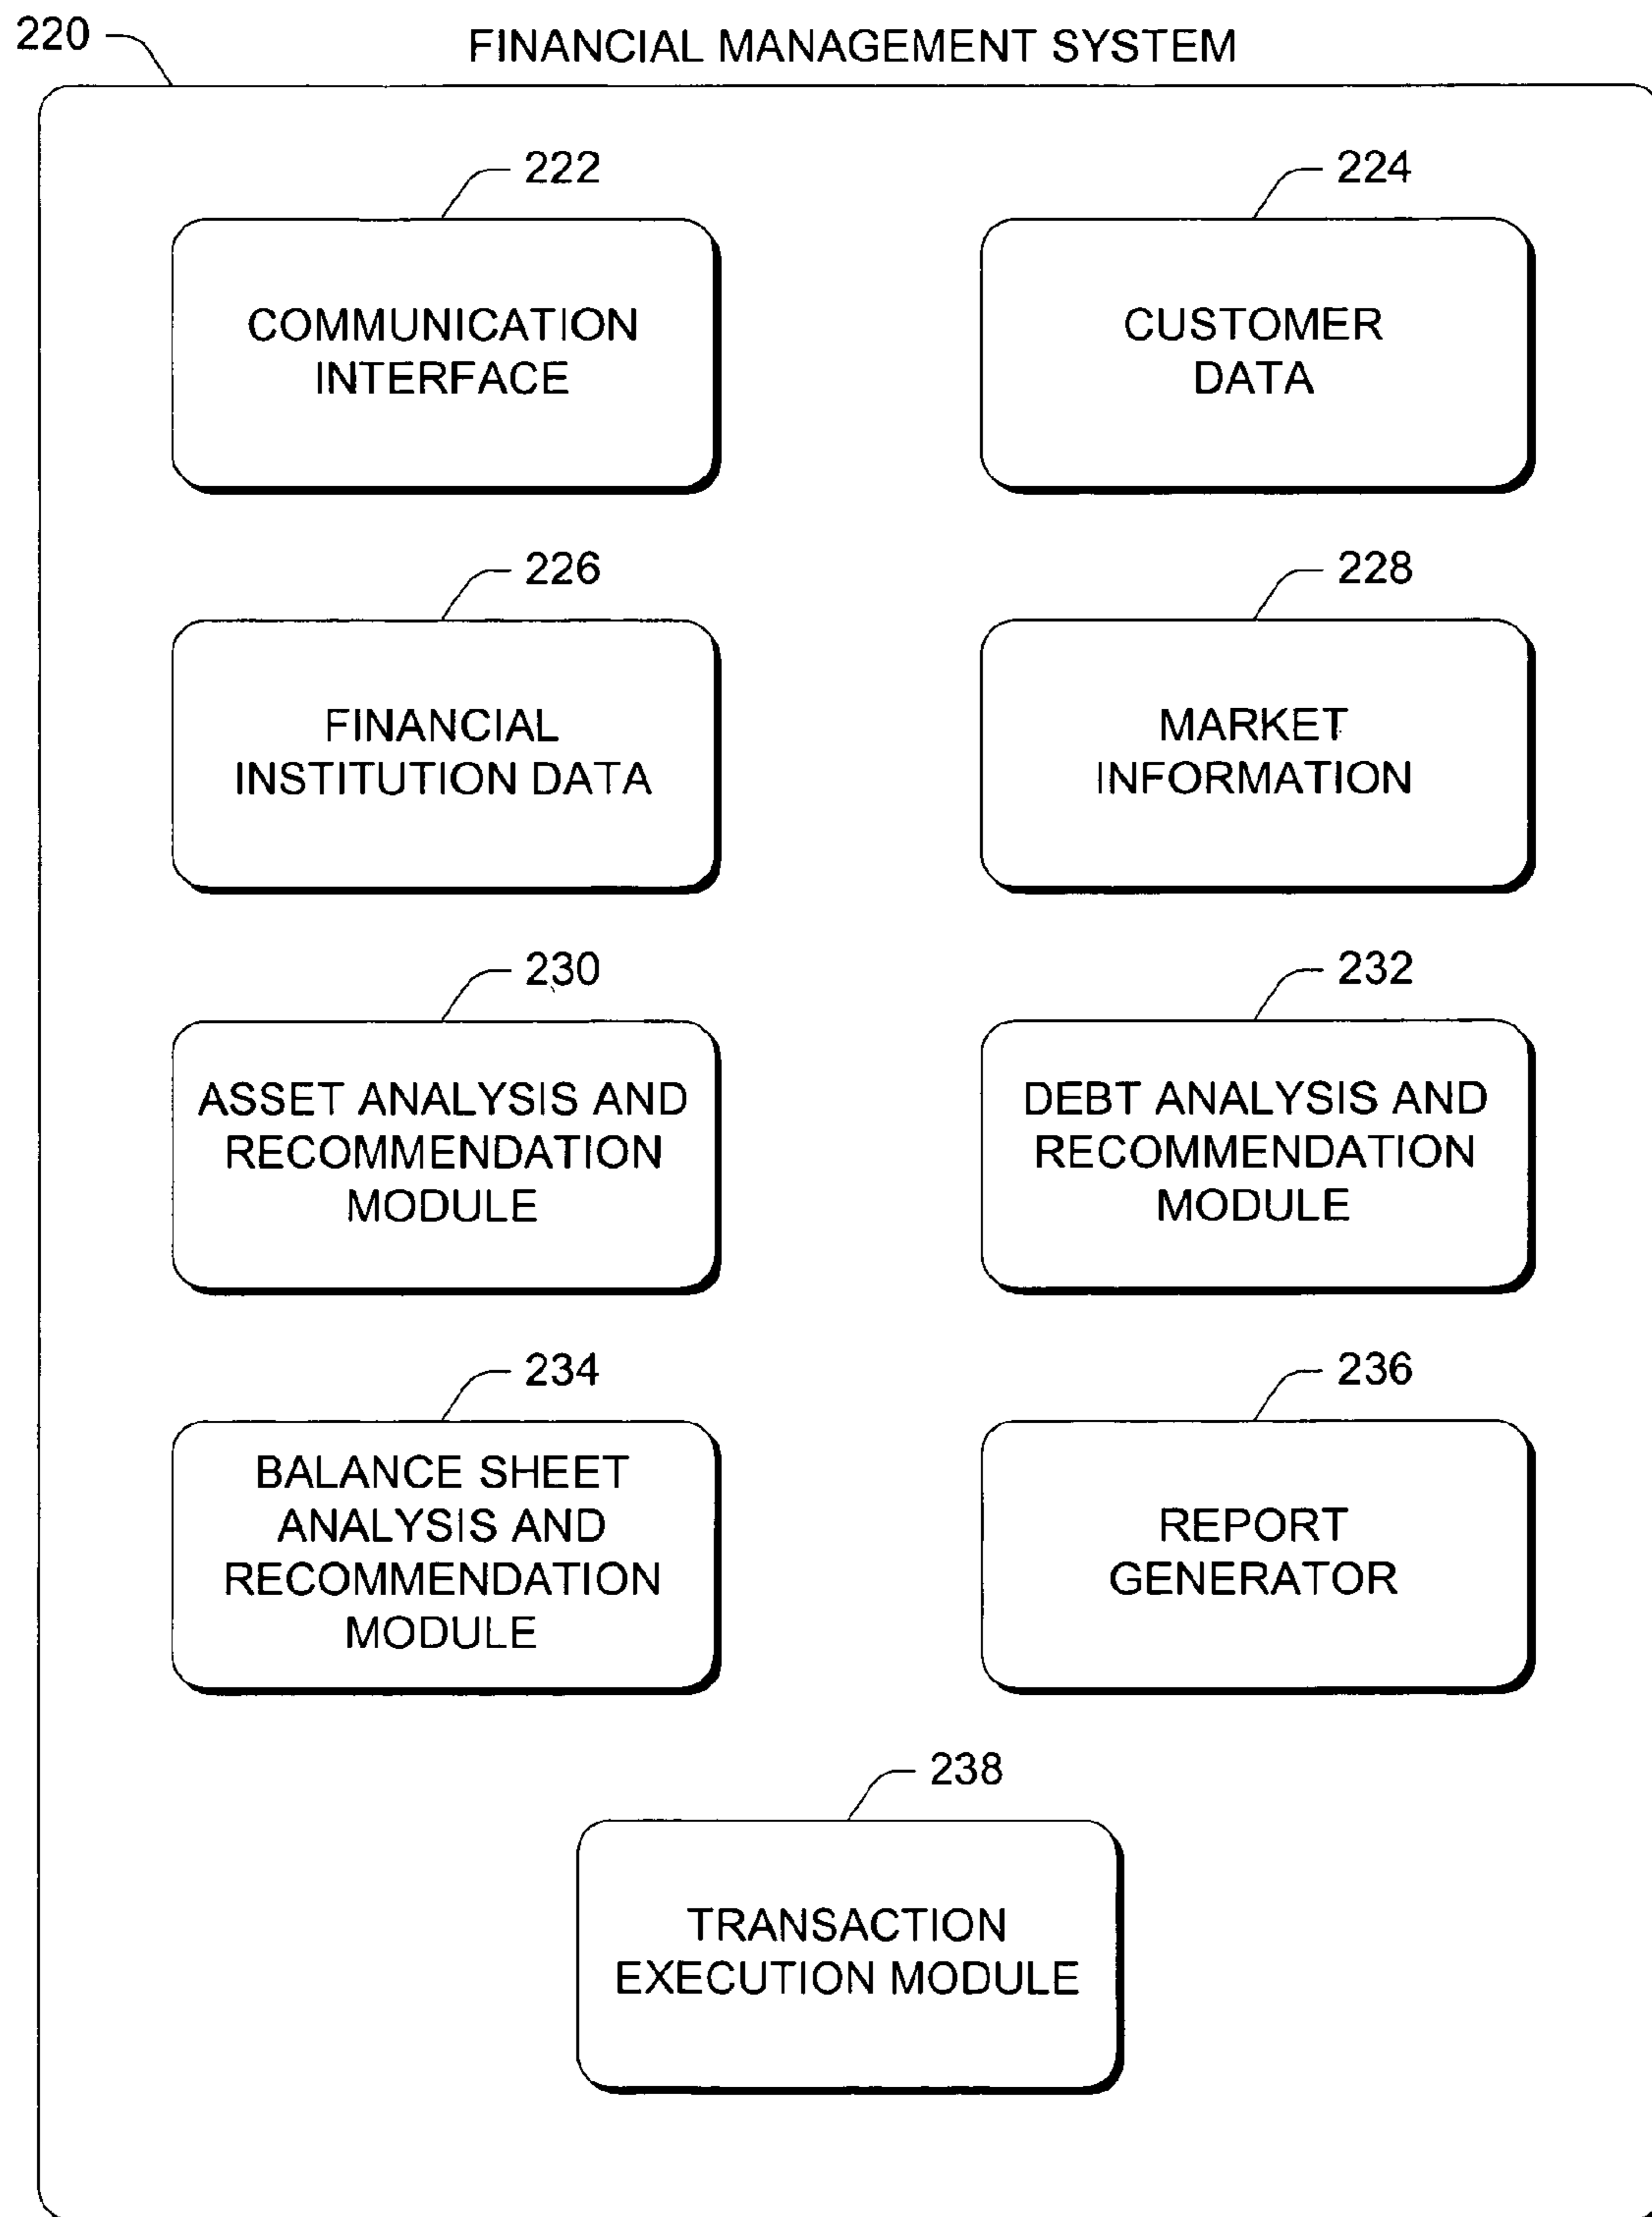 220
FINANCIAL MANAGEMENT SYSTEM
222
COMMUNICATION
INTERFACE
224
CUSTOMER
DATA
226
FINANCIAL
INSTITUTION DATA
228
MARKET
INFORMATION
230
ASSET ANALYSIS AND
RECOMMENDATION
MODULE
232
DEBT ANALYSIS AND
RECOMMENDATION
MODULE
234
BALANCE SHEET
ANALYSIS AND
RECOMMENDATION
MODULE
236
REPORT
GENERATOR
238
TRANSACTION
EXECUTION MODULE